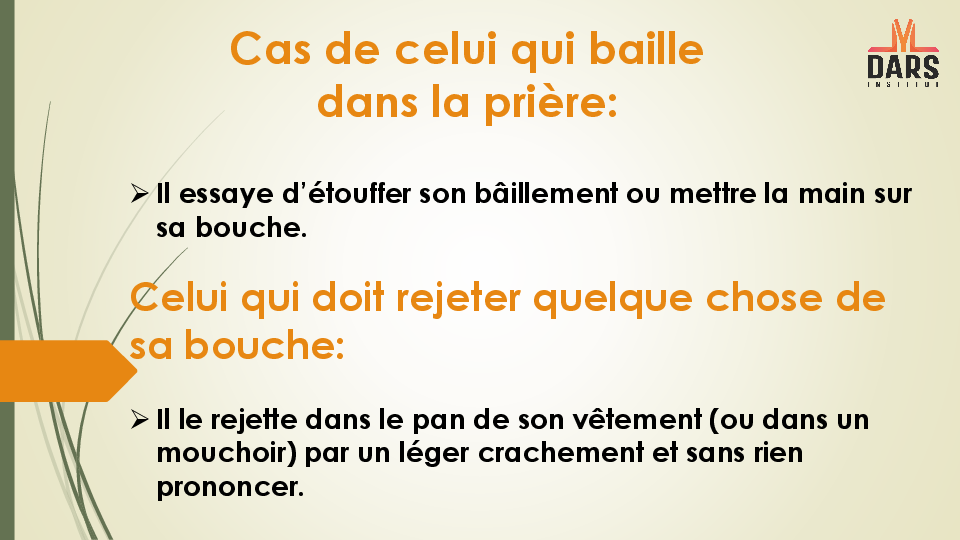 Cas de celui qui baille
dans la prière:
DARS
INSTITUT
Il essaye d’étouffer son bâillement ou mettre la main sur
sa bouche.
Celui qui doit rejeter quelque chose de
sa bouche:
Il le rejette dans le pan de son vêtement (ou dans un
mouchoir) par un léger crachement et sans rien
prononcer.